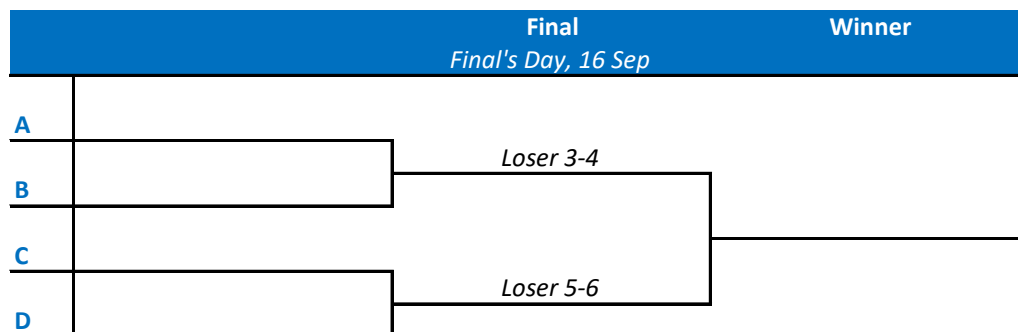 Final Winner
Final's Day, 16 Sep
A
Loser 3-4
B
C
Loser 5-6
D